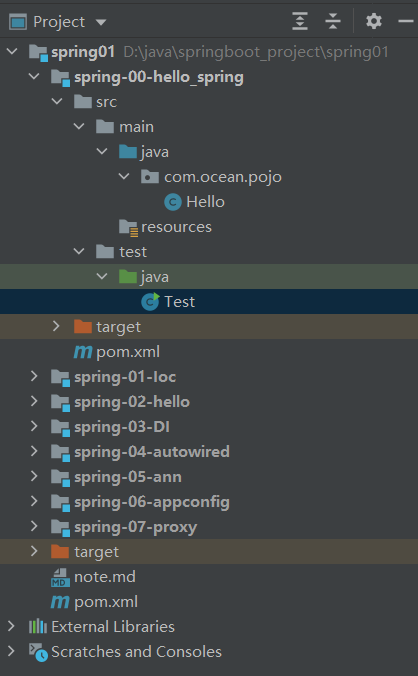 Project
spring01 D:\java\springboot_project\spring01
spring-00-hello_spring
src
main
java
com.ocean.pojo
C Hello
resources
test
java
C Test
target
m pom.xml
spring-01-Ioc
spring-02-hello
spring-03-DI
spring-04-autowired
spring-05-ann
spring-06-appconfig
spring-07-proxy
target
MD note.md
m pom.xml
External Libraries
Scratches and Consoles